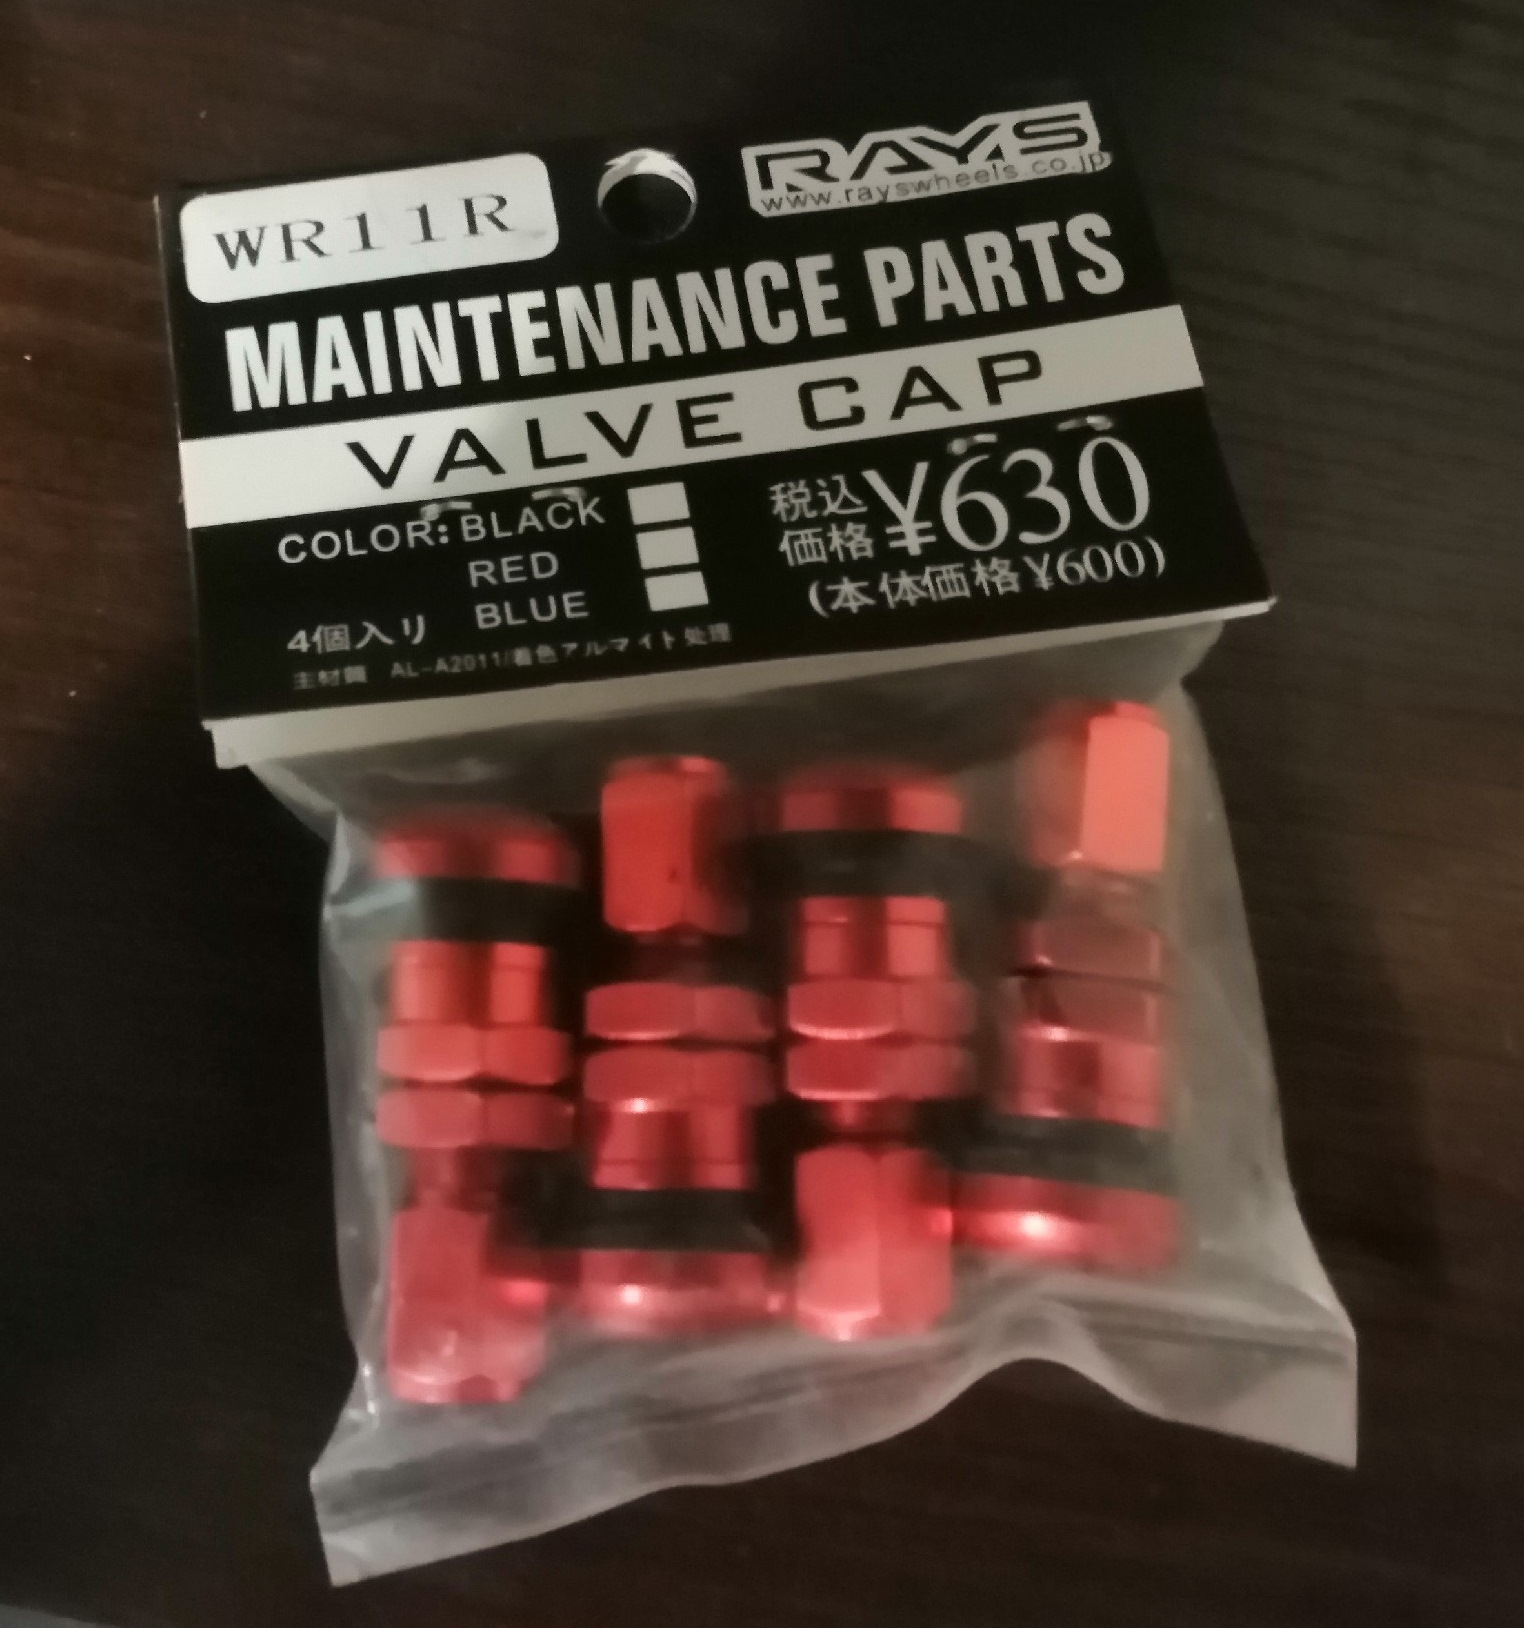 WR11R
RAYS
www.rayswheels.co.jp
MAINTENANCE PARTS
VALVE CAP
COLOR: BLACK
RED
BLUE
4個入リ
主材質 AL-A2011/着色アルマイト处理
税込
価格 ¥630
(本体価格¥600)